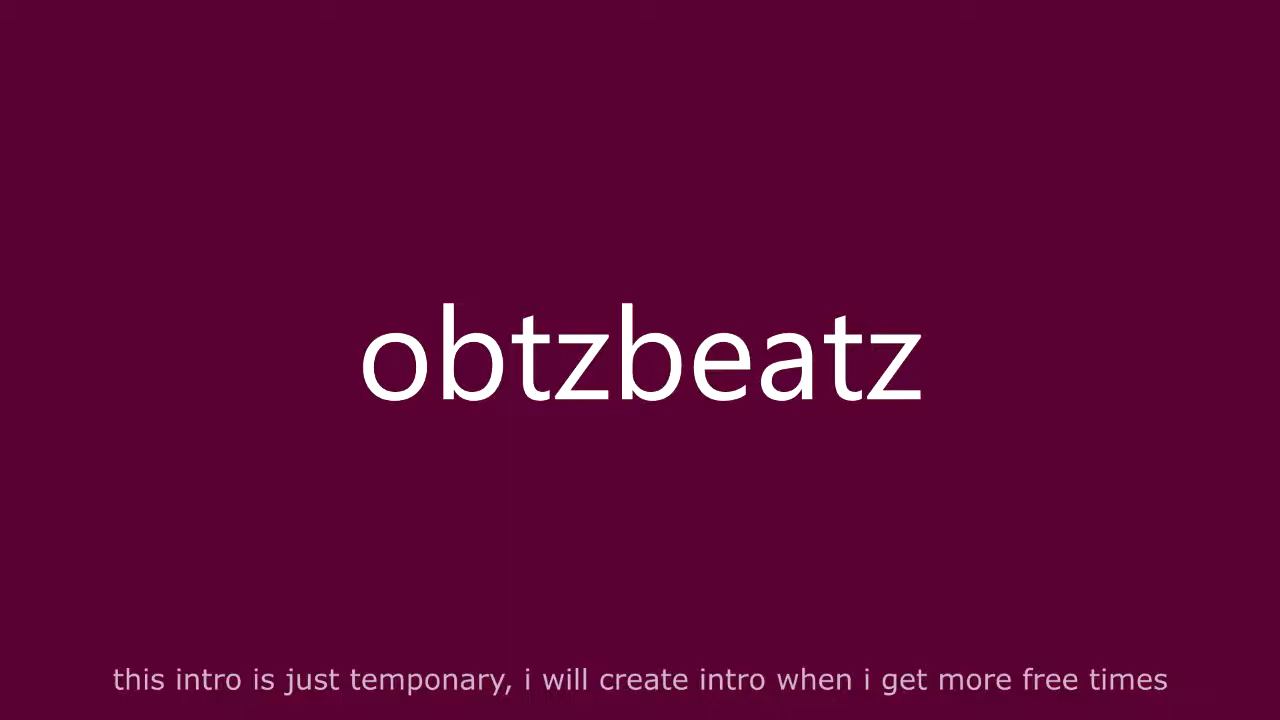 obtzbeatz
this intro is just temponary, i will create intro when i get more free times